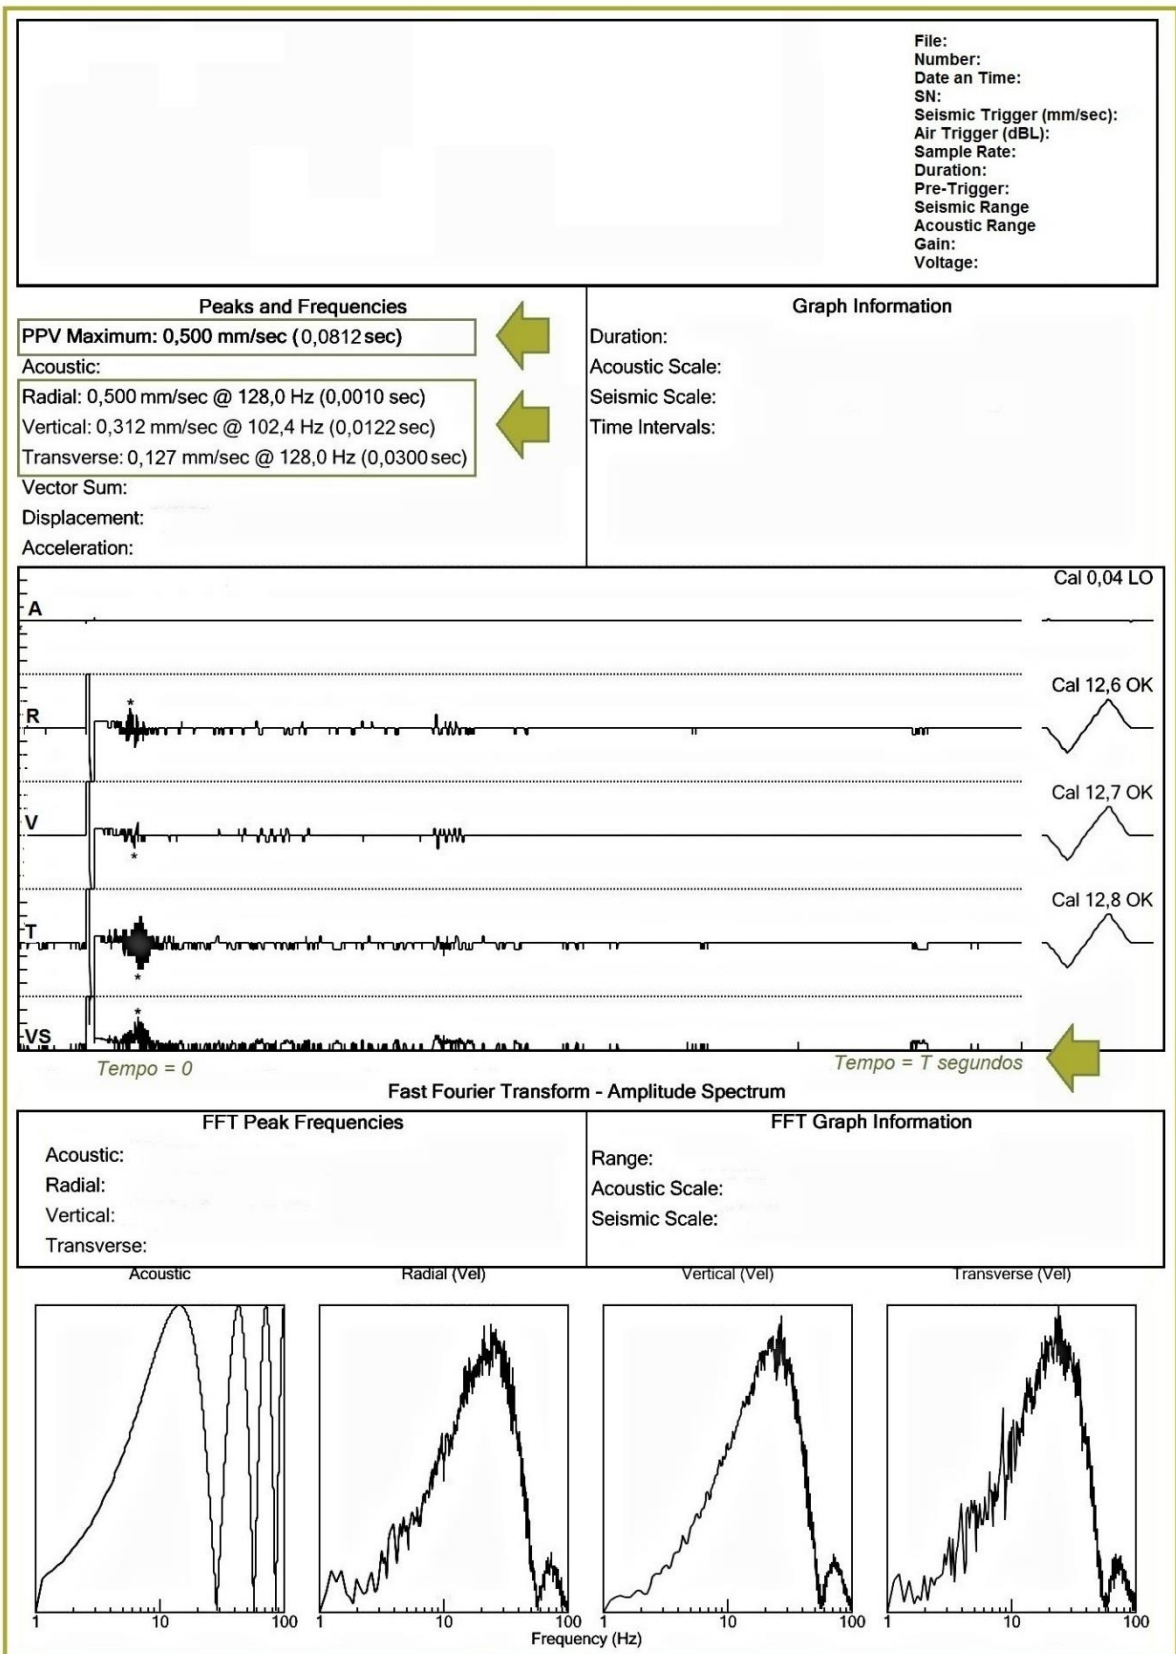 File:
Number:
Date an Time:
SN:
Seismic Trigger (mm/sec):
Air Trigger (dBL):
Sample Rate:
Duration:
Pre-Trigger:
Seismic Range
Acoustic Range
Gain:
Voltage:
Peaks and Frequencies
PPV Maximum: 0,500 mm/sec (0,0812 sec)
Acoustic:
Radial: 0,500 mm/sec @ 128,0 Hz (0,0010 sec)
Vertical: 0,312 mm/sec @ 102,4 Hz (0,0122 sec)
Transverse: 0,127 mm/sec @ 128,0 Hz (0,0300 sec)
Vector Sum:
Displacement:
Acceleration:
Graph Information
Duration:
Acoustic Scale:
Seismic Scale:
Time Intervals:
A
Cal 0,04 LO
R
*
Cal 12,6 OK
V
*
Cal 12,7 OK
T
*
Cal 12,8 OK
VS
*
Tempo = 0
Tempo = T segundos
Fast Fourier Transform - Amplitude Spectrum
FFT Peak Frequencies
Acoustic:
Radial:
Vertical:
Transverse:
FFT Graph Information
Range:
Acoustic Scale:
Seismic Scale:
Acoustic
Radial (Vel)
Vertical (Vel)
Transverse (Vel)
1 10 100
1 10 100
1 10 100
1 10 100
Frequency (Hz)